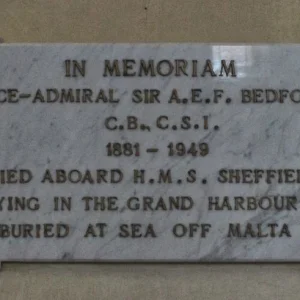 IN MEMORIAM
CE-ADMIRAL SIR A.E.F. BEDFO
C.B., C.S.I.
1881 - 1949
IED ABOARD H.M.S. SHEFFIE
YING IN THE GRAND HARBOUR
BURIED AT SEA OFF MALTA